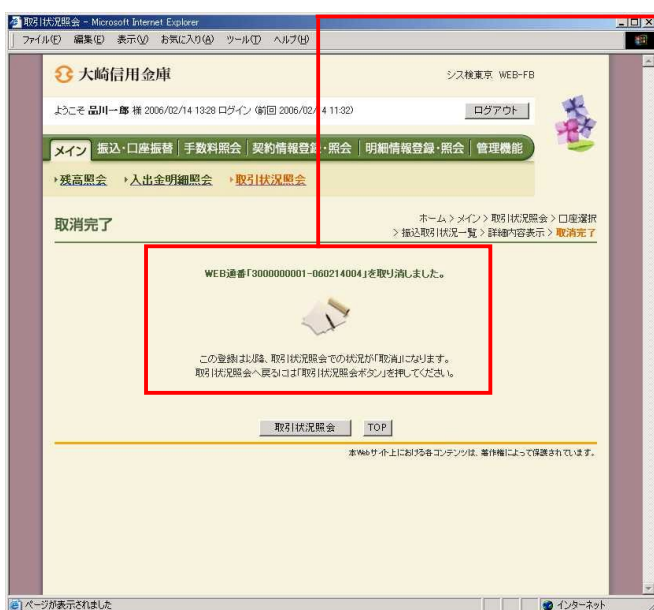 取引状況照会 - Microsoft Internet Explorer
ファイル(F) 編集(E) 表示(V) お気に入り(A) ツール(T) ヘルプ(H)
大崎信用金庫
シス検東京 WEB-FB
ようこそ 品川一郎 様 2006/02/14 13:28 ログイン (前回 2006/02/14 11:32)
ログアウト
メイン 振込・口座振替 手数料照会 契約情報登録・照会 明細情報登録・照会 管理機能
残高照会 入出金明細照会 取引状況照会
取消完了
ホーム > メイン > 取引状況照会 > 口座選択
> 振込取引状況一覧 > 詳細内容表示 > 取消完了
WEB通番「3000000001-060214004」を取り消しました。
この登録は以降、取引状況照会での状況が「取消」になります。
取引状況照会へ戻るには「取引状況照会ボタン」を押してください。
取引状況照会 TOP
本Webサイト上における各コンテンツは、著作権によって保護されています。
ページが表示されました
インターネット